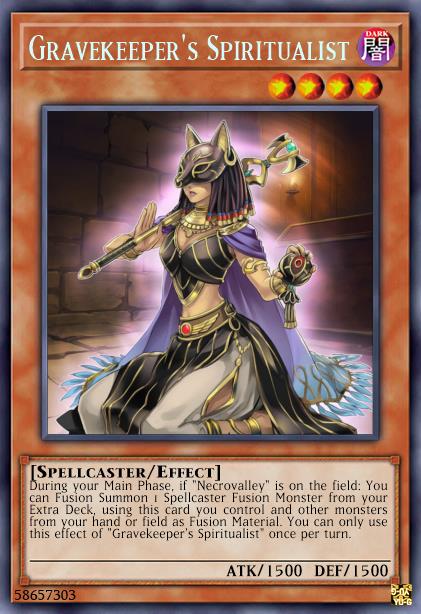 GRAVEKEEPER'S SPIRITUALIST
DARK
闇
[SPELLCASTER/EFFECT]
During your Main Phase, if "Necrovalley" is on the field: You
can Fusion Summon 1 Spellcaster Fusion Monster from your
Extra Deck, using this card you control and other monsters
from your hand or field as Fusion Material. You can only use
this effect of "Gravekeeper's Spiritualist" once per turn.
ATK/1500 DEF/1500
58657303